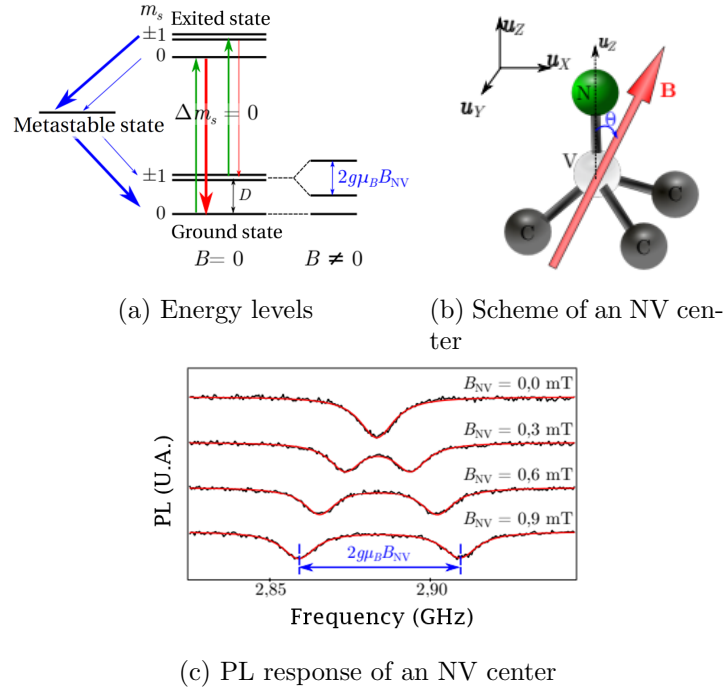 m_s Exited state
±1
0
Δm_s = 0
Metastable state
±1
2gμ_B B_NV
D
0
Ground state
B= 0 B ≠ 0
(a) Energy levels
u_Z
u_X
u_Y
u_Z
N
B
θ
V
C
C
C
(b) Scheme of an NV cen-
ter
PL (U.A.)
B_NV = 0,0 mT
B_NV = 0,3 mT
B_NV = 0,6 mT
B_NV = 0,9 mT
2gμ_B B_NV
2,85 2,90
Frequency (GHz)
(c) PL response of an NV center